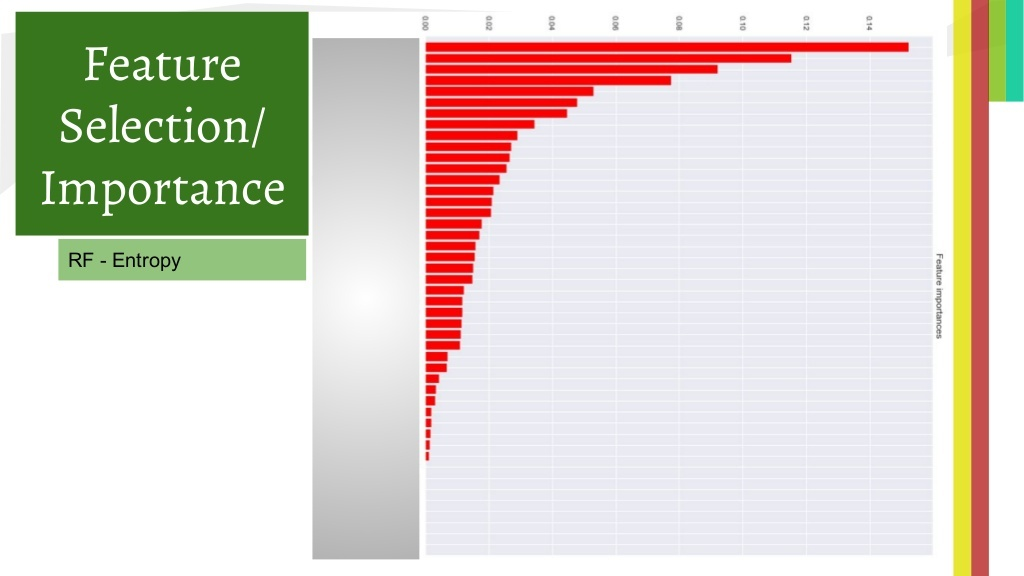 Feature
Selection/
Importance
RF - Entropy
0.00
0.02
0.04
0.06
0.08
0.10
0.12
0.14
Feature importances